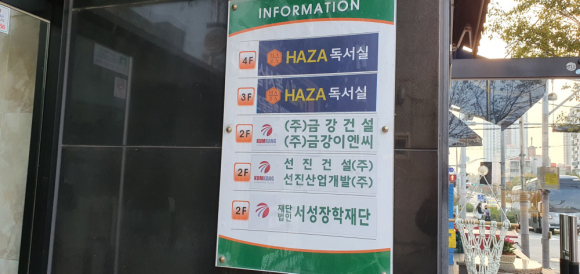 INFORMATION
4F HAZA 독서실
3F HAZA 독서실
2F KUMKANG (주)금강건설
(주)금강이엔씨
2F KUMKANG 선진건설(주)
선진산업개발(주)
2F 재단법인 서성장학재단